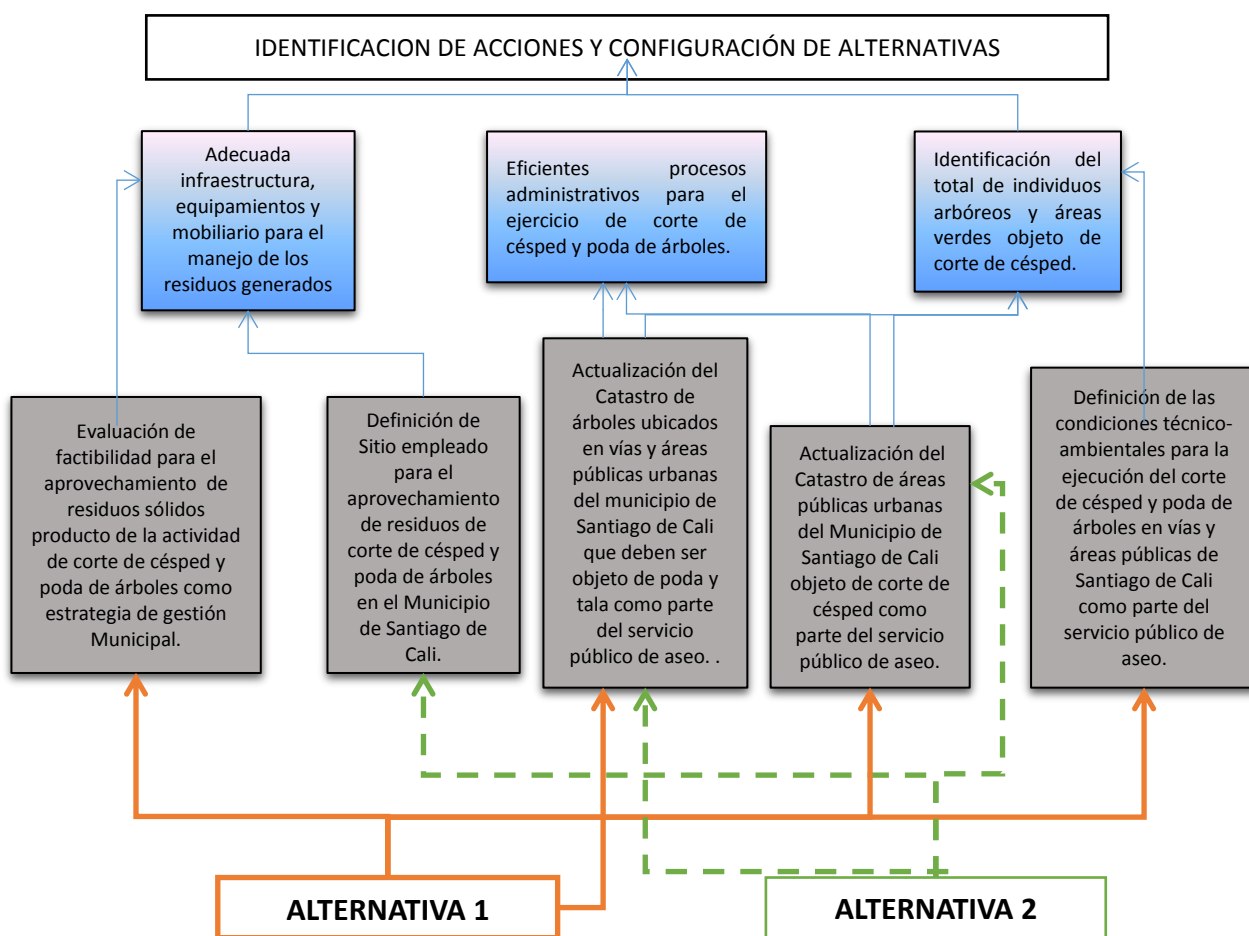 IDENTIFICACION DE ACCIONES Y CONFIGURACIÓN DE ALTERNATIVAS
Adecuada
infraestructura,
equipamientos y
mobiliario para el
manejo de los
residuos generados
Eficientes procesos
administrativos para el
ejercicio de corte de
césped y poda de árboles.
Identificación del
total de individuos
arbóreos y áreas
verdes objeto de
corte de césped.
Evaluación de
factibilidad para el
aprovechamiento de
residuos sólidos
producto de la actividad
de corte de césped y
poda de árboles como
estrategia de gestión
Municipal.
Definición de
Sitio empleado
para el
aprovechamiento
de residuos de
corte de césped y
poda de árboles
en el Municipio
de Santiago de
Cali.
Actualización del
Catastro de
árboles ubicados
en vías y áreas
públicas urbanas
del municipio de
Santiago de Cali
que deben ser
objeto de poda y
tala como parte
del servicio
público de aseo. .
Actualización del
Catastro de áreas
públicas urbanas
del Municipio de
Santiago de Cali
objeto de corte de
césped como
parte del servicio
público de aseo.
Definición de las
condiciones técnico-
ambientales para la
ejecución del corte
de césped y poda de
árboles en vías y
áreas públicas de
Santiago de Cali
como parte del
servicio público de
aseo.
ALTERNATIVA 1
ALTERNATIVA 2